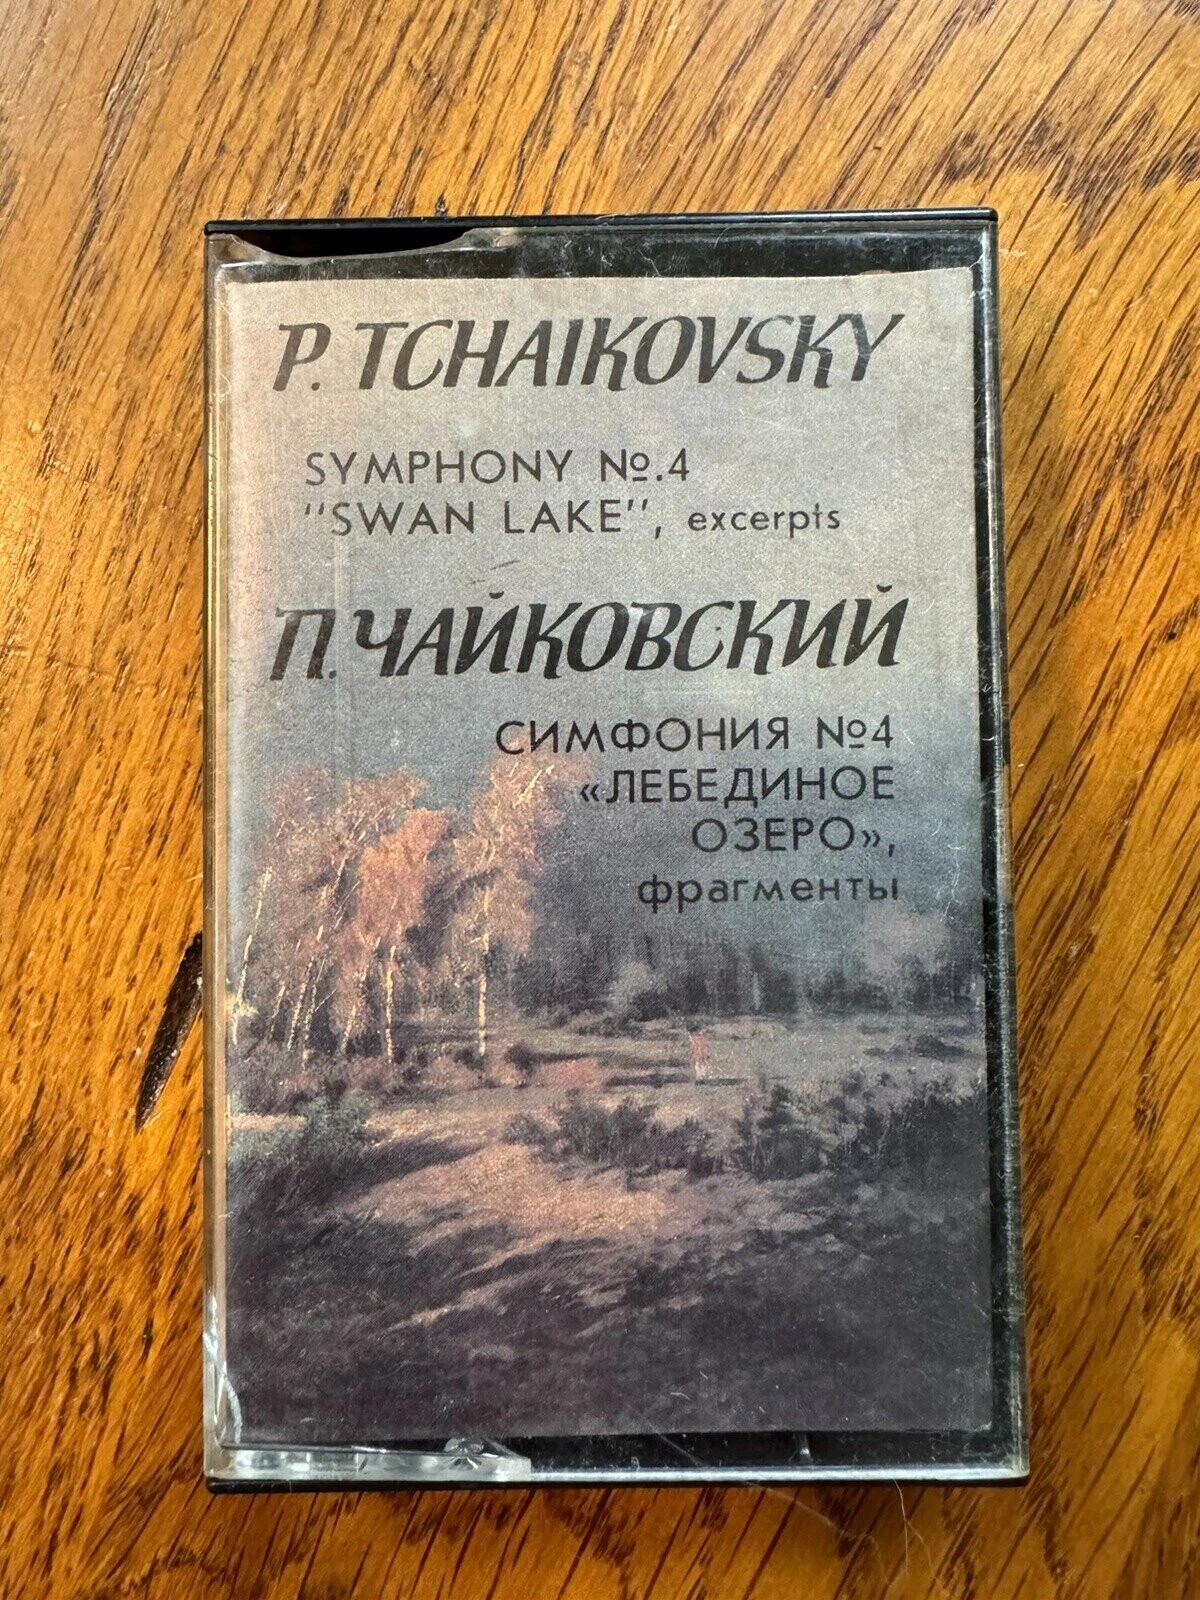 P. TCHAIKOVSKY
SYMPHONY №.4
"SWAN LAKE", excerpts
П. ЧАЙКОВСКИЙ
СИМФОНИЯ №4
«ЛЕБЕДИНОЕ
ОЗЕРО»,
фрагменты